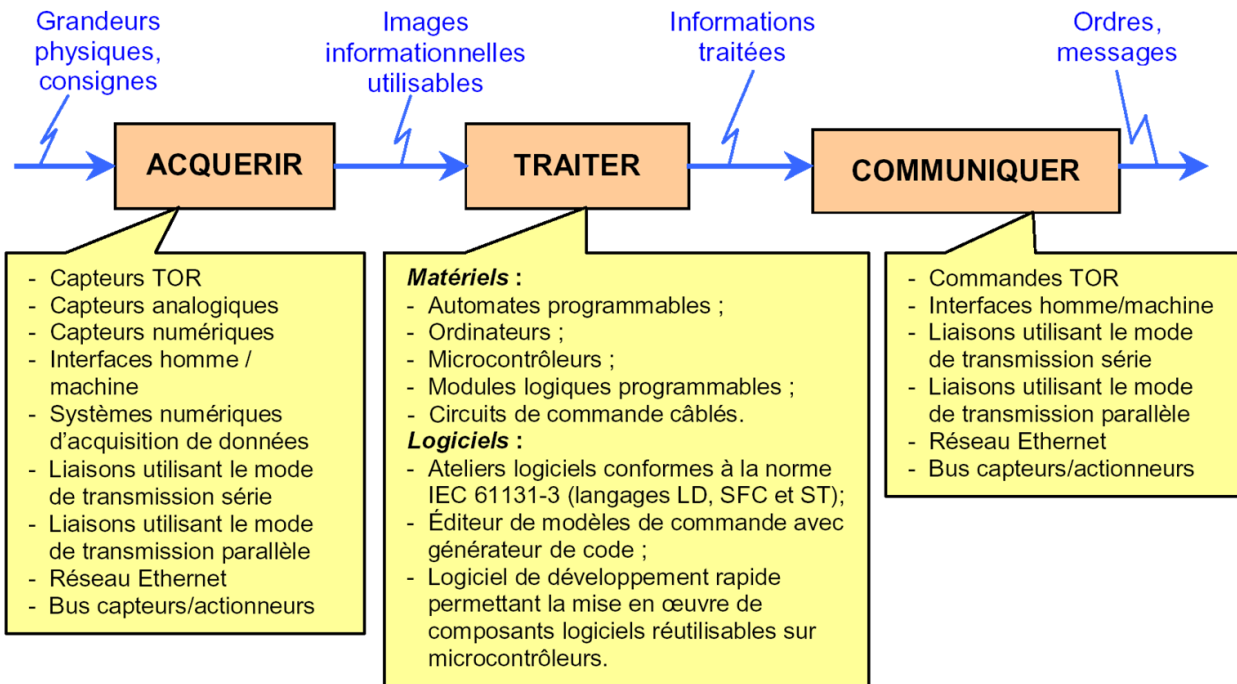 Grandeurs
physiques,
consignes
Images
informationnelles
utilisables
Informations
traitées
Ordres,
messages
ACQUERIR
TRAITER
COMMUNIQUER
- Capteurs TOR
- Capteurs analogiques
- Capteurs numériques
- Interfaces homme /
machine
- Systèmes numériques
d'acquisition de données
- Liaisons utilisant le mode
de transmission série
- Liaisons utilisant le mode
de transmission parallèle
- Réseau Ethernet
- Bus capteurs/actionneurs
Matériels :
- Automates programmables ;
- Ordinateurs ;
- Microcontrôleurs ;
- Modules logiques programmables ;
- Circuits de commande câblés.
Logiciels :
- Ateliers logiciels conformes à la norme
IEC 61131-3 (langages LD, SFC et ST);
- Éditeur de modèles de commande avec
générateur de code ;
- Logiciel de développement rapide
permettant la mise en œuvre de
composants logiciels réutilisables sur
microcontrôleurs.
- Commandes TOR
- Interfaces homme/machine
- Liaisons utilisant le mode
de transmission série
- Liaisons utilisant le mode
de transmission parallèle
- Réseau Ethernet
- Bus capteurs/actionneurs